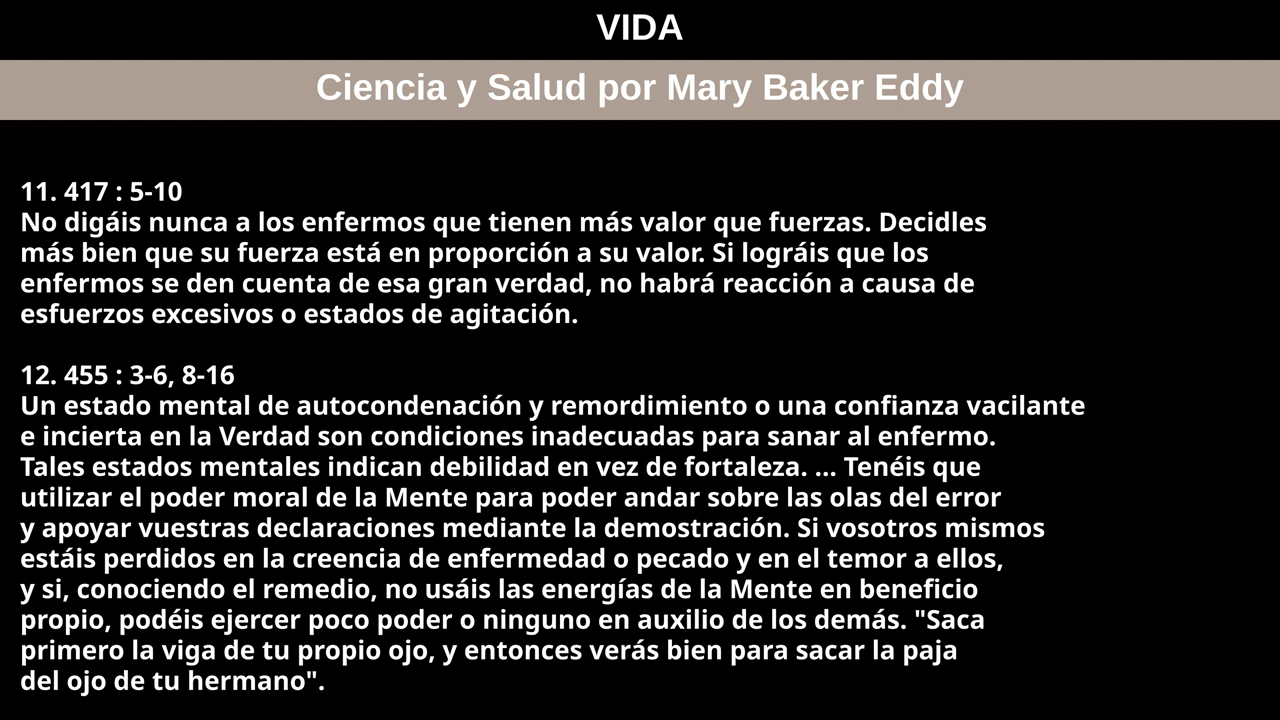 VIDA
Ciencia y Salud por Mary Baker Eddy
11. 417 : 5-10
No digáis nunca a los enfermos que tienen más valor que fuerzas. Decidles
más bien que su fuerza está en proporción a su valor. Si lográis que los
enfermos se den cuenta de esa gran verdad, no habrá reacción a causa de
esfuerzos excesivos o estados de agitación.
12. 455 : 3-6, 8-16
Un estado mental de autocondenación y remordimiento o una confianza vacilante
e incierta en la Verdad son condiciones inadecuadas para sanar al enfermo.
Tales estados mentales indican debilidad en vez de fortaleza. ... Tenéis que
utilizar el poder moral de la Mente para poder andar sobre las olas del error
y apoyar vuestras declaraciones mediante la demostración. Si vosotros mismos
estáis perdidos en la creencia de enfermedad o pecado y en el temor a ellos,
y si, conociendo el remedio, no usáis las energías de la Mente en beneficio
propio, podéis ejercer poco poder o ninguno en auxilio de los demás. "Saca
primero la viga de tu propio ojo, y entonces verás bien para sacar la paja
del ojo de tu hermano".